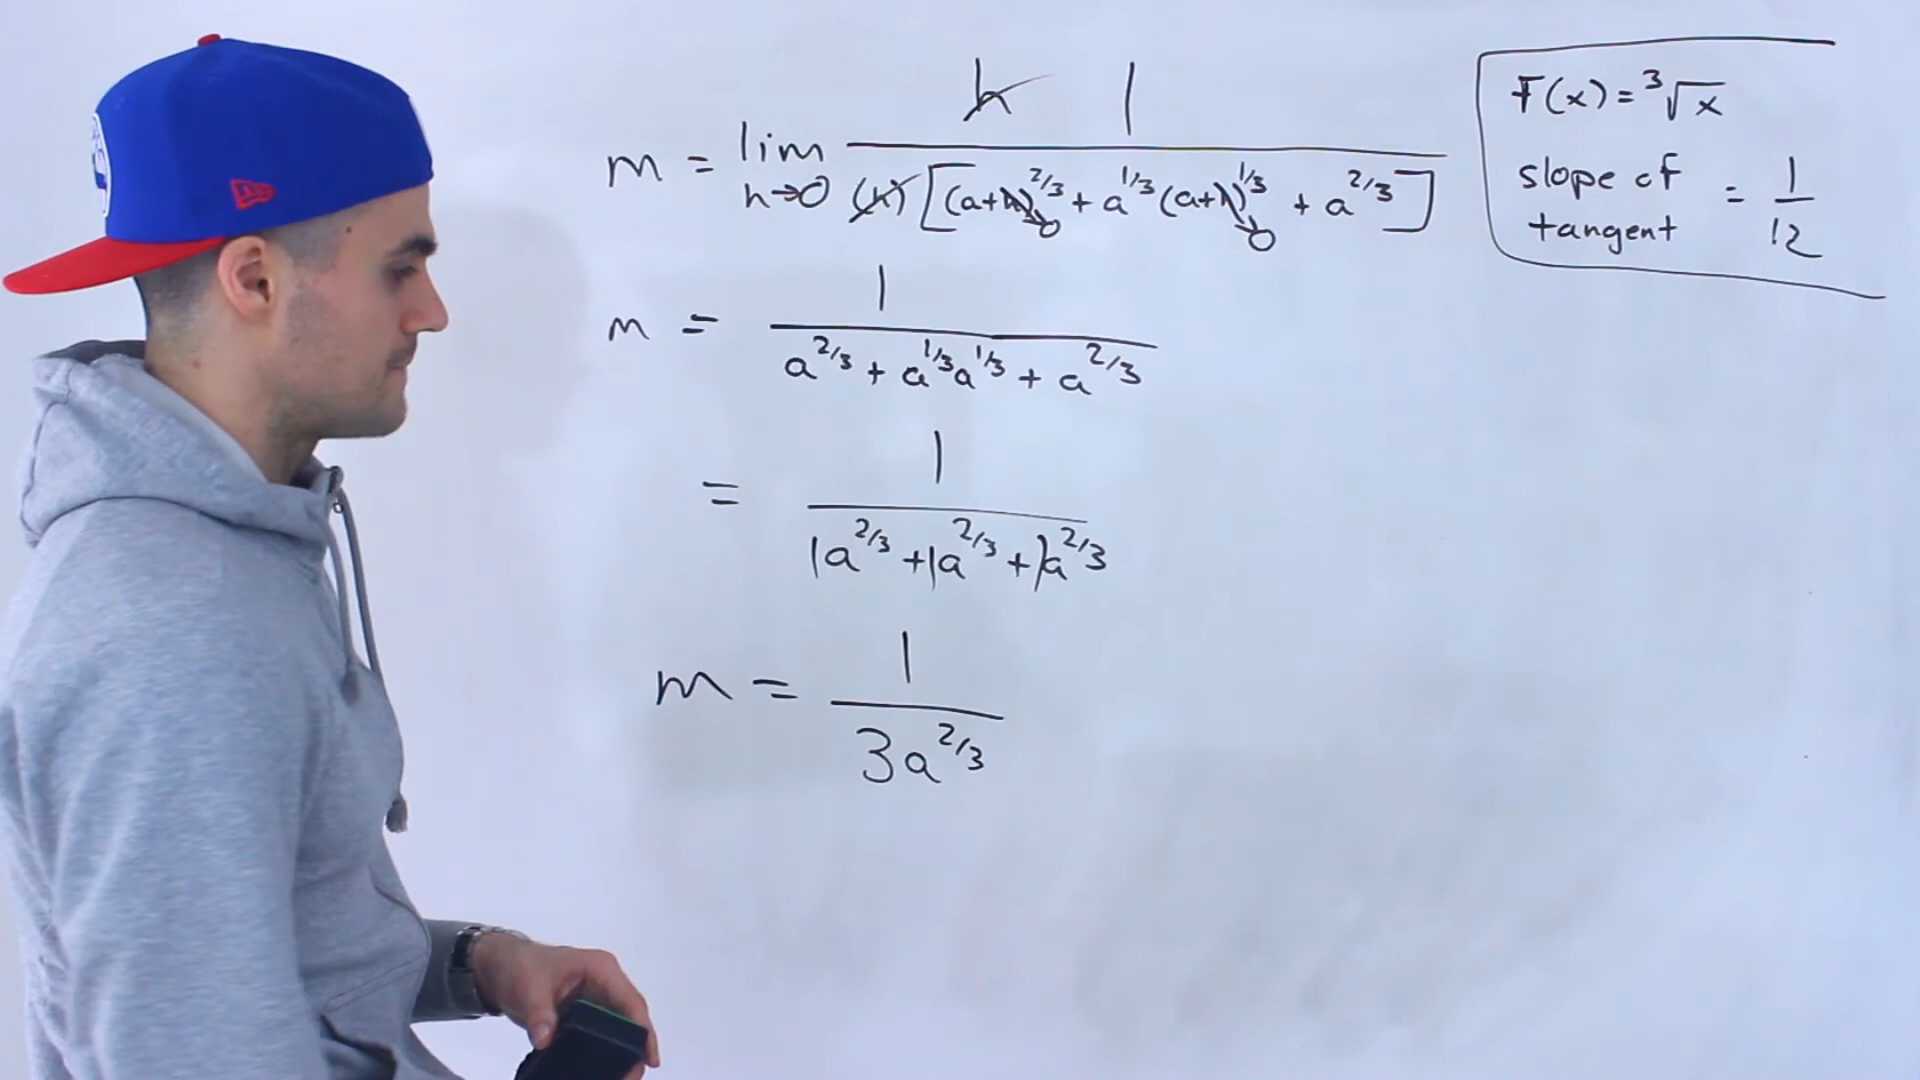 m = lim h→0 h 1 / (h) [(a+h)^2/3 + a^1/3 (a+h)^1/3 + a^2/3]
0 0
m = 1 / a^2/3 + a^1/3 a^1/3 + a^2/3
= 1 / 1a^2/3 + 1a^2/3 + 1a^2/3
m = 1 / 3a^2/3
F(x) = ³√x
slope of
tangent = 1/12